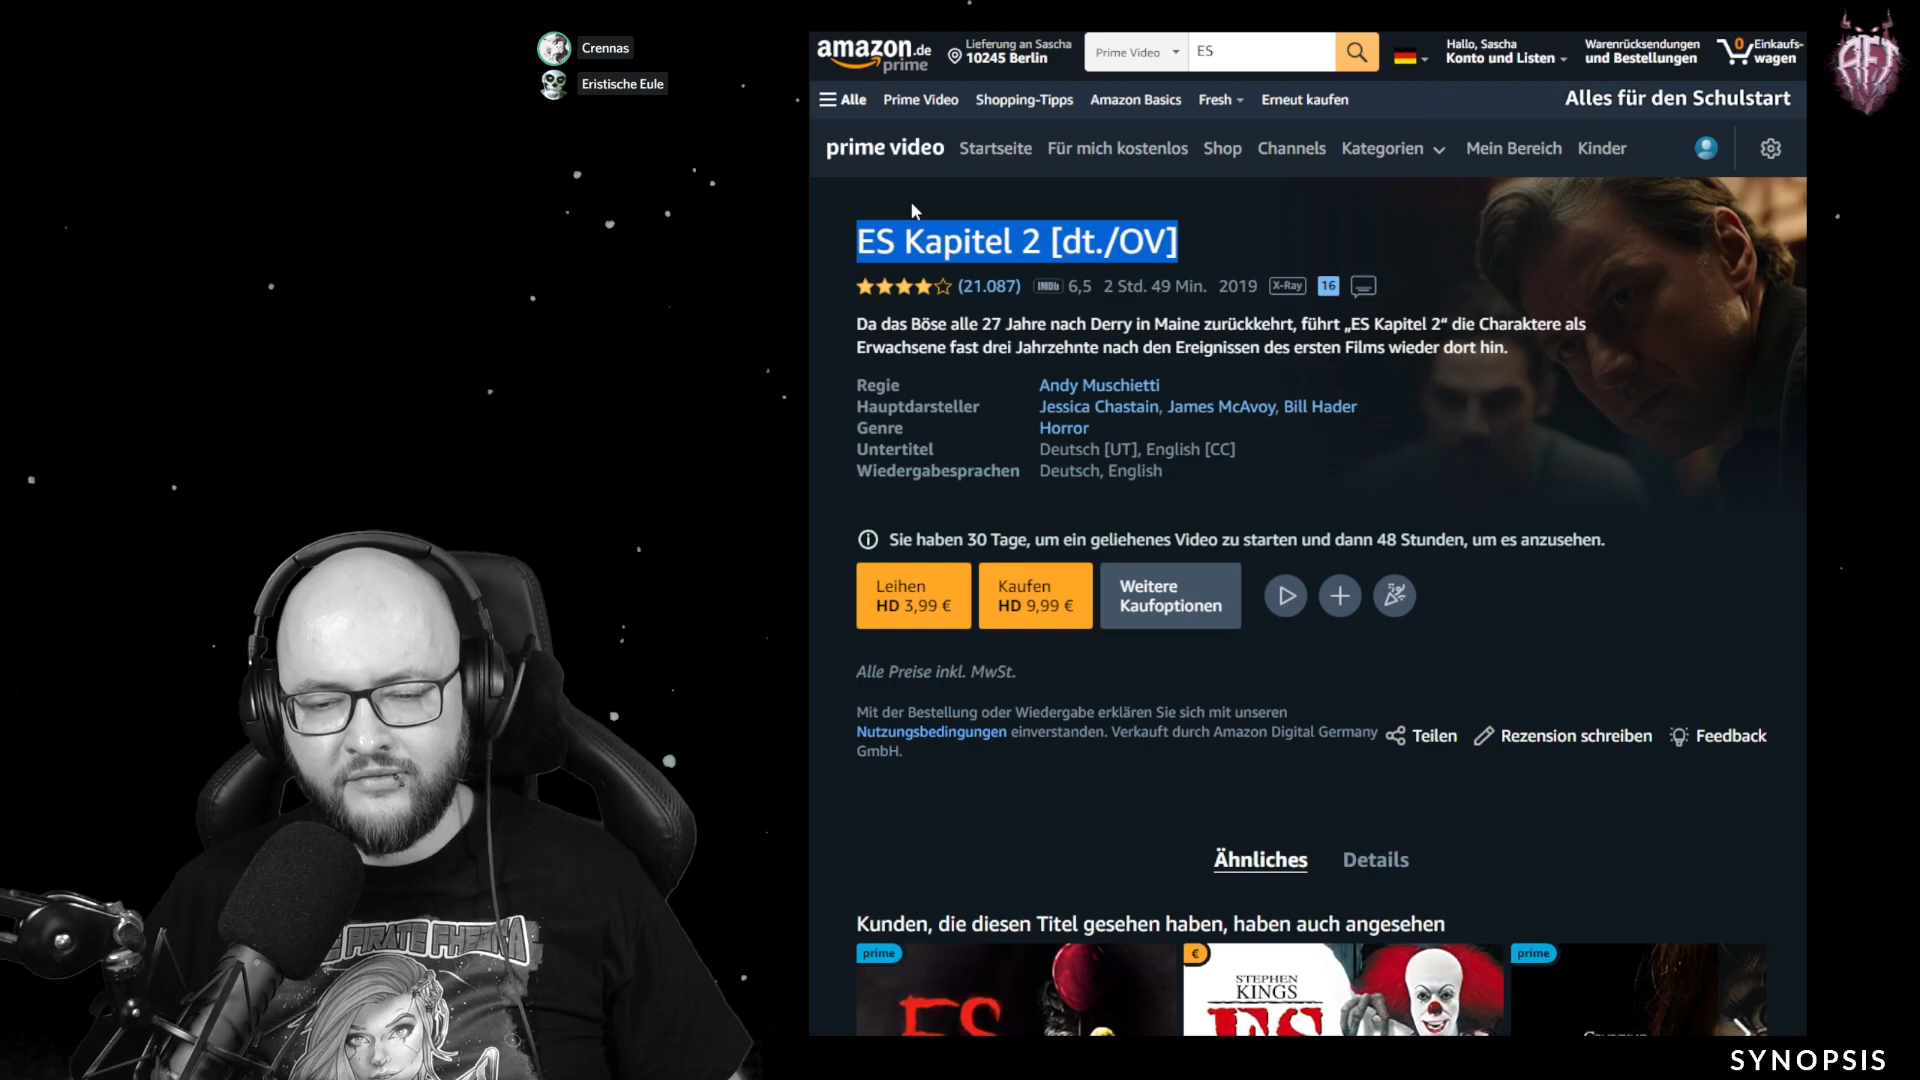 Crennas
Eristische Eule
amazon.de
prime
Lieferung an Sascha
10245 Berlin
Prime Video
ES
Hallo, Sascha
Konto und Listen
Warenrücksendungen
und Bestellungen
0
Einkaufs-
wagen
Alle
Prime Video
Shopping-Tipps
Amazon Basics
Fresh
Erneut kaufen
Alles für den Schulstart
prime video
Startseite
Für mich kostenlos
Shop
Channels
Kategorien
Mein Bereich
Kinder
ES Kapitel 2 [dt./OV]
(21.087) IMDb 6,5 2 Std. 49 Min. 2019 X-Ray 16
Da das Böse alle 27 Jahre nach Derry in Maine zurückkehrt, führt „ES Kapitel 2“ die Charaktere als
Erwachsene fast drei Jahrzehnte nach den Ereignissen des ersten Films wieder dort hin.
Regie Andy Muschietti
Hauptdarsteller Jessica Chastain, James McAvoy, Bill Hader
Genre Horror
Untertitel Deutsch [UT], English [CC]
Wiedergabesprachen Deutsch, English
Sie haben 30 Tage, um ein geliehenes Video zu starten und dann 48 Stunden, um es anzusehen.
Leihen
HD 3,99 €
Kaufen
HD 9,99 €
Weitere
Kaufoptionen
Alle Preise inkl. MwSt.
Mit der Bestellung oder Wiedergabe erklären Sie sich mit unseren
Nutzungsbedingungen einverstanden. Verkauft durch Amazon Digital Germany
GmbH.
Teilen
Rezension schreiben
Feedback
Ähnliches
Details
Kunden, die diesen Titel gesehen haben, haben auch angesehen
prime
ES
€
STEPHEN
KINGS
ES
prime
PIRATE
SYNOPSIS